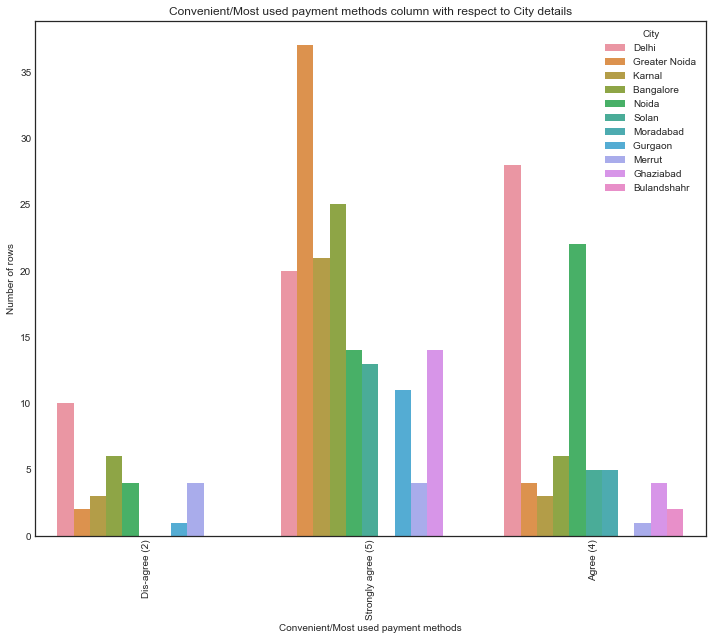 Convenient/Most used payment methods column with respect to City details
City
Delhi
Greater Noida
Karnal
Bangalore
Noida
Solan
Moradabad
Gurgaon
Merrut
Ghaziabad
Bulandshahr
Number of rows
35
30
25
20
15
10
5
0
Dis-agree (2)
Strongly agree (5)
Agree (4)
Convenient/Most used payment methods